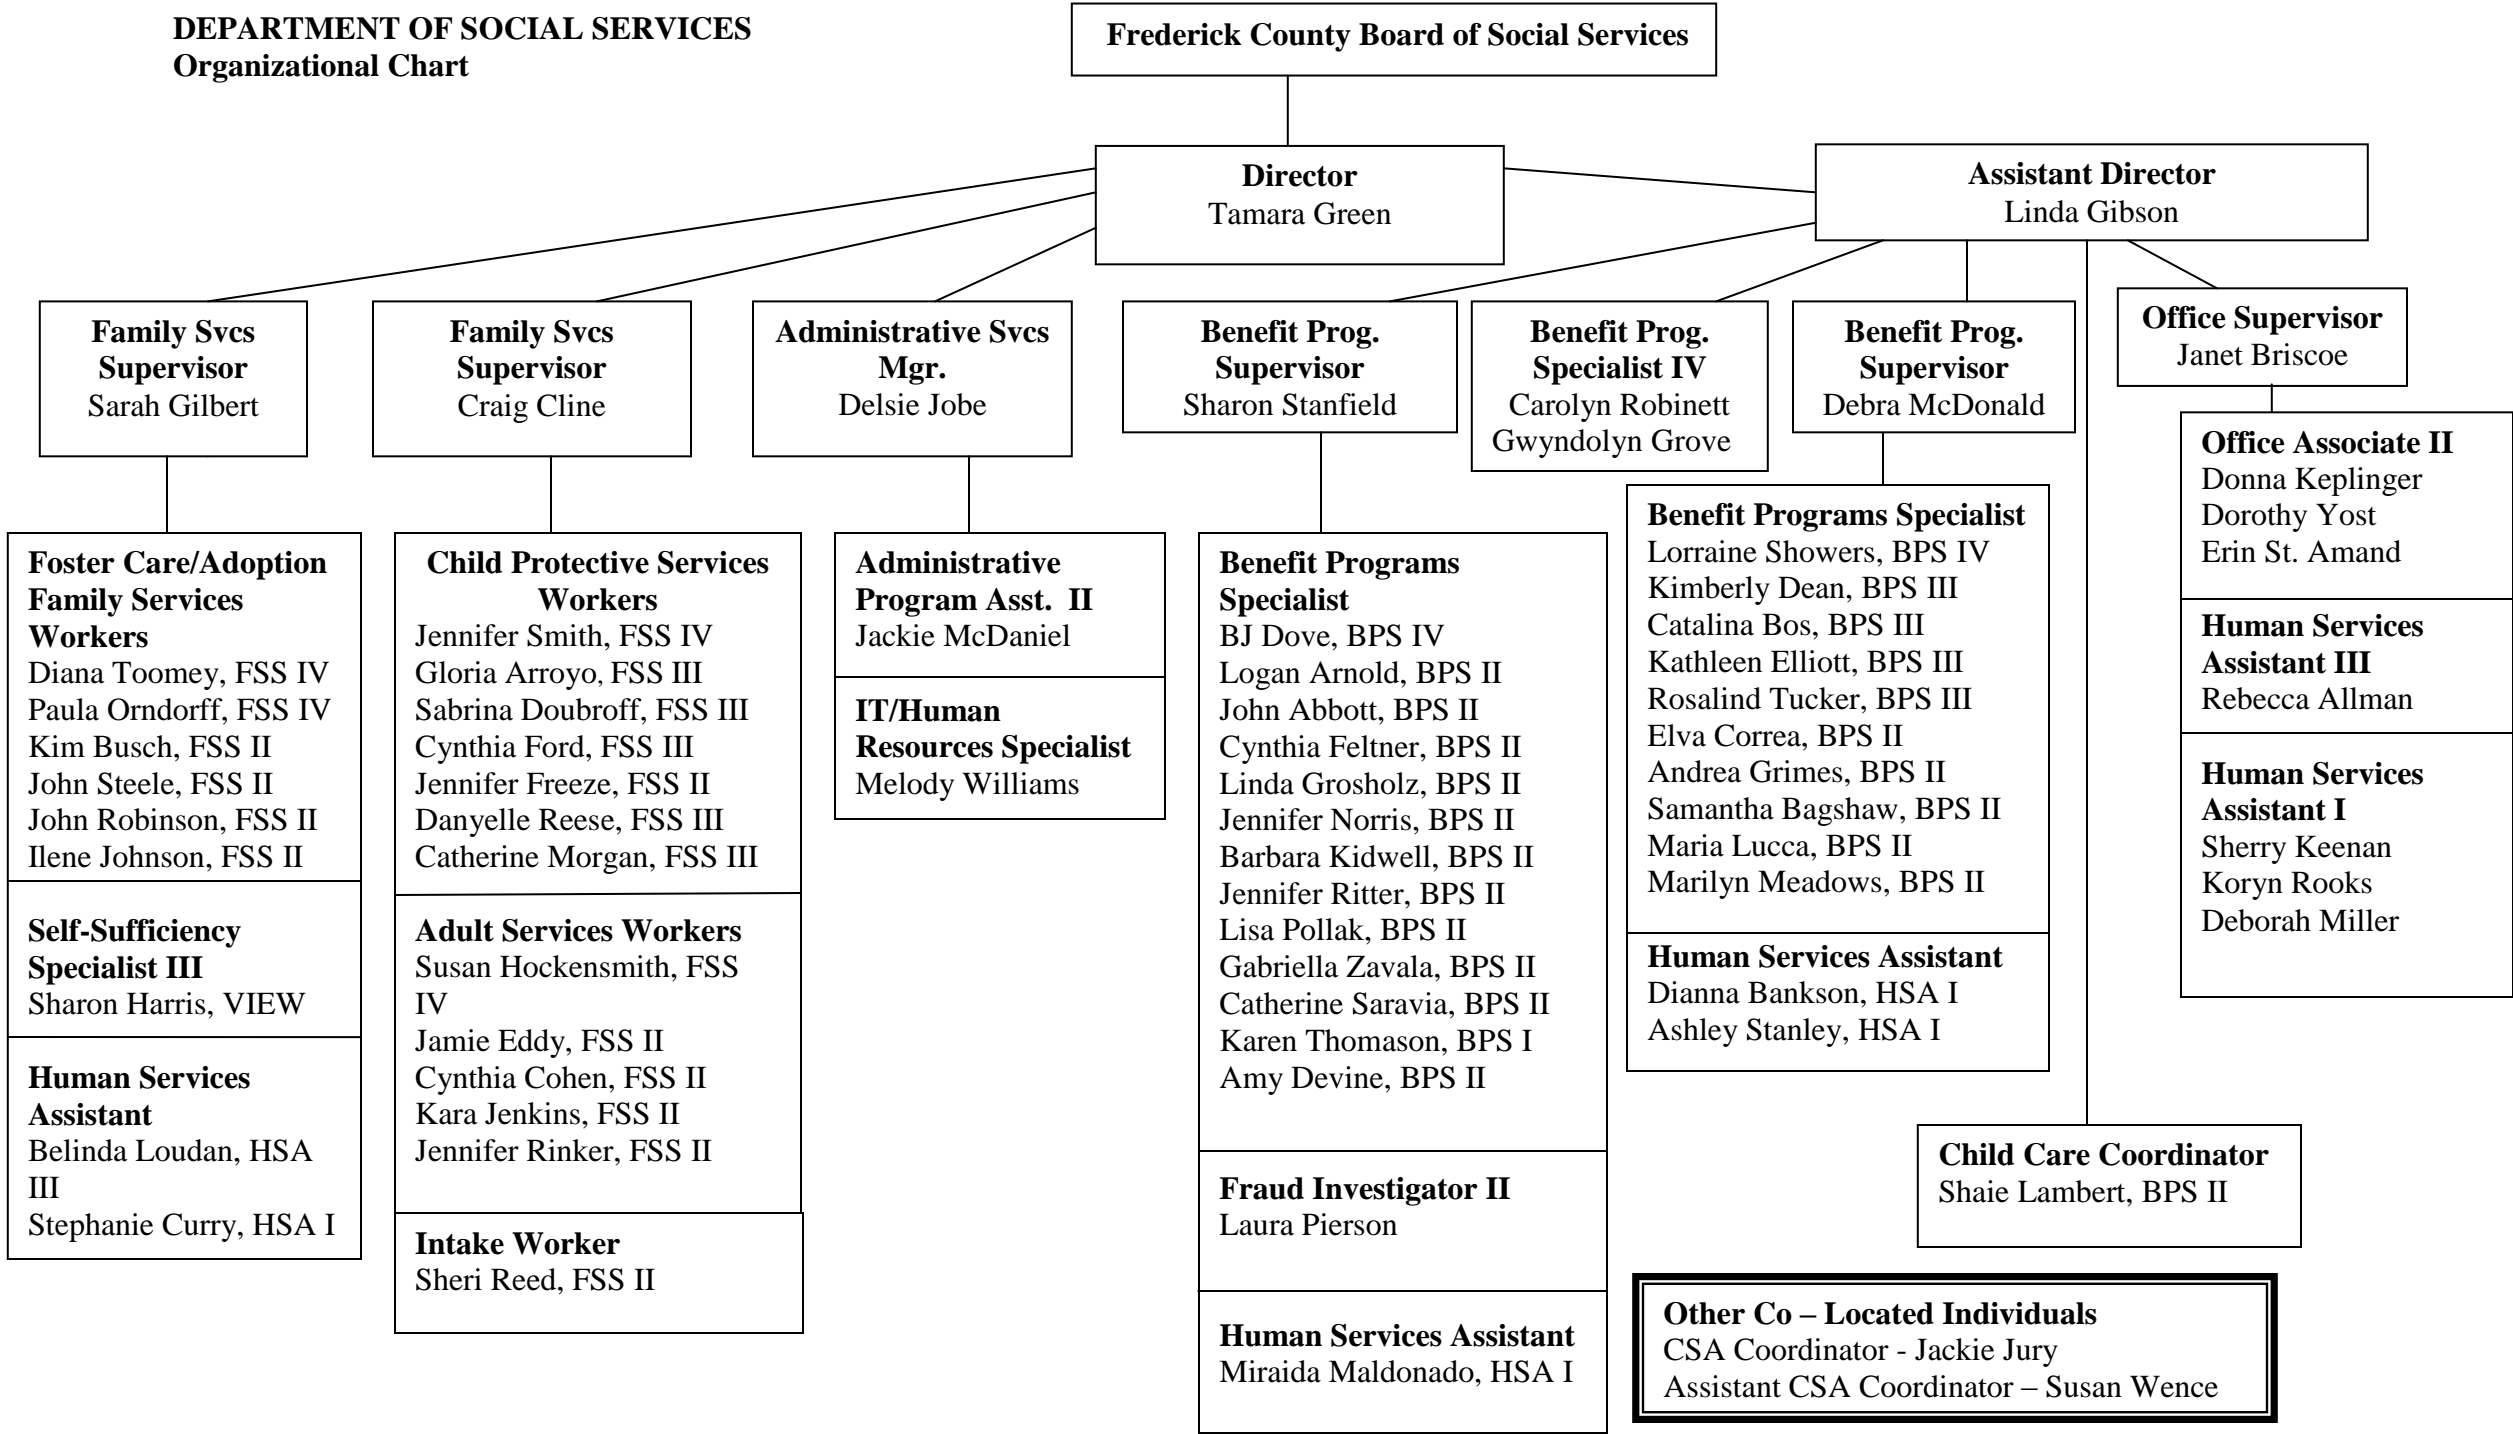 DEPARTMENT OF SOCIAL SERVICES
Organizational Chart
Frederick County Board of Social Services
Director
Tamara Green
Assistant Director
Linda Gibson
Family Svcs
Supervisor
Sarah Gilbert
Family Svcs
Supervisor
Craig Cline
Administrative Svcs
Mgr.
Delsie Jobe
Benefit Prog.
Supervisor
Sharon Stanfield
Benefit Prog.
Specialist IV
Carolyn Robinett
Gwyndolyn Grove
Benefit Prog.
Supervisor
Debra McDonald
Office Supervisor
Janet Briscoe
Foster Care/Adoption
Family Services
Workers
Diana Toomey, FSS IV
Paula Orndorff, FSS IV
Kim Busch, FSS II
John Steele, FSS II
John Robinson, FSS II
Ilene Johnson, FSS II
Self-Sufficiency
Specialist III
Sharon Harris, VIEW
Human Services
Assistant
Belinda Loudan, HSA
III
Stephanie Curry, HSA I
Child Protective Services
Workers
Jennifer Smith, FSS IV
Gloria Arroyo, FSS III
Sabrina Doubroff, FSS III
Cynthia Ford, FSS III
Jennifer Freeze, FSS II
Danyelle Reese, FSS III
Catherine Morgan, FSS III
Adult Services Workers
Susan Hockensmith, FSS
IV
Jamie Eddy, FSS II
Cynthia Cohen, FSS II
Kara Jenkins, FSS II
Jennifer Rinker, FSS II
Intake Worker
Sheri Reed, FSS II
Administrative
Program Asst.  II
Jackie McDaniel
IT/Human
Resources Specialist
Melody Williams
Benefit Programs
Specialist
BJ Dove, BPS IV
Logan Arnold, BPS II
John Abbott, BPS II
Cynthia Feltner, BPS II
Linda Grosholz, BPS II
Jennifer Norris, BPS II
Barbara Kidwell, BPS II
Jennifer Ritter, BPS II
Lisa Pollak, BPS II
Gabriella Zavala, BPS II
Catherine Saravia, BPS II
Karen Thomason, BPS I
Amy Devine, BPS II
Fraud Investigator II
Laura Pierson
Human Services Assistant
Miraida Maldonado, HSA I
Benefit Programs Specialist
Lorraine Showers, BPS IV
Kimberly Dean, BPS III
Catalina Bos, BPS III
Kathleen Elliott, BPS III
Rosalind Tucker, BPS III
Elva Correa, BPS II
Andrea Grimes, BPS II
Samantha Bagshaw, BPS II
Maria Lucca, BPS II
Marilyn Meadows, BPS II
Human Services Assistant
Dianna Bankson, HSA I
Ashley Stanley, HSA I
Office Associate II
Donna Keplinger
Dorothy Yost
Erin St. Amand
Human Services
Assistant III
Rebecca Allman
Human Services
Assistant I
Sherry Keenan
Koryn Rooks
Deborah Miller
Child Care Coordinator
Shaie Lambert, BPS II
Other Co – Located Individuals
CSA Coordinator - Jackie Jury
Assistant CSA Coordinator – Susan Wence